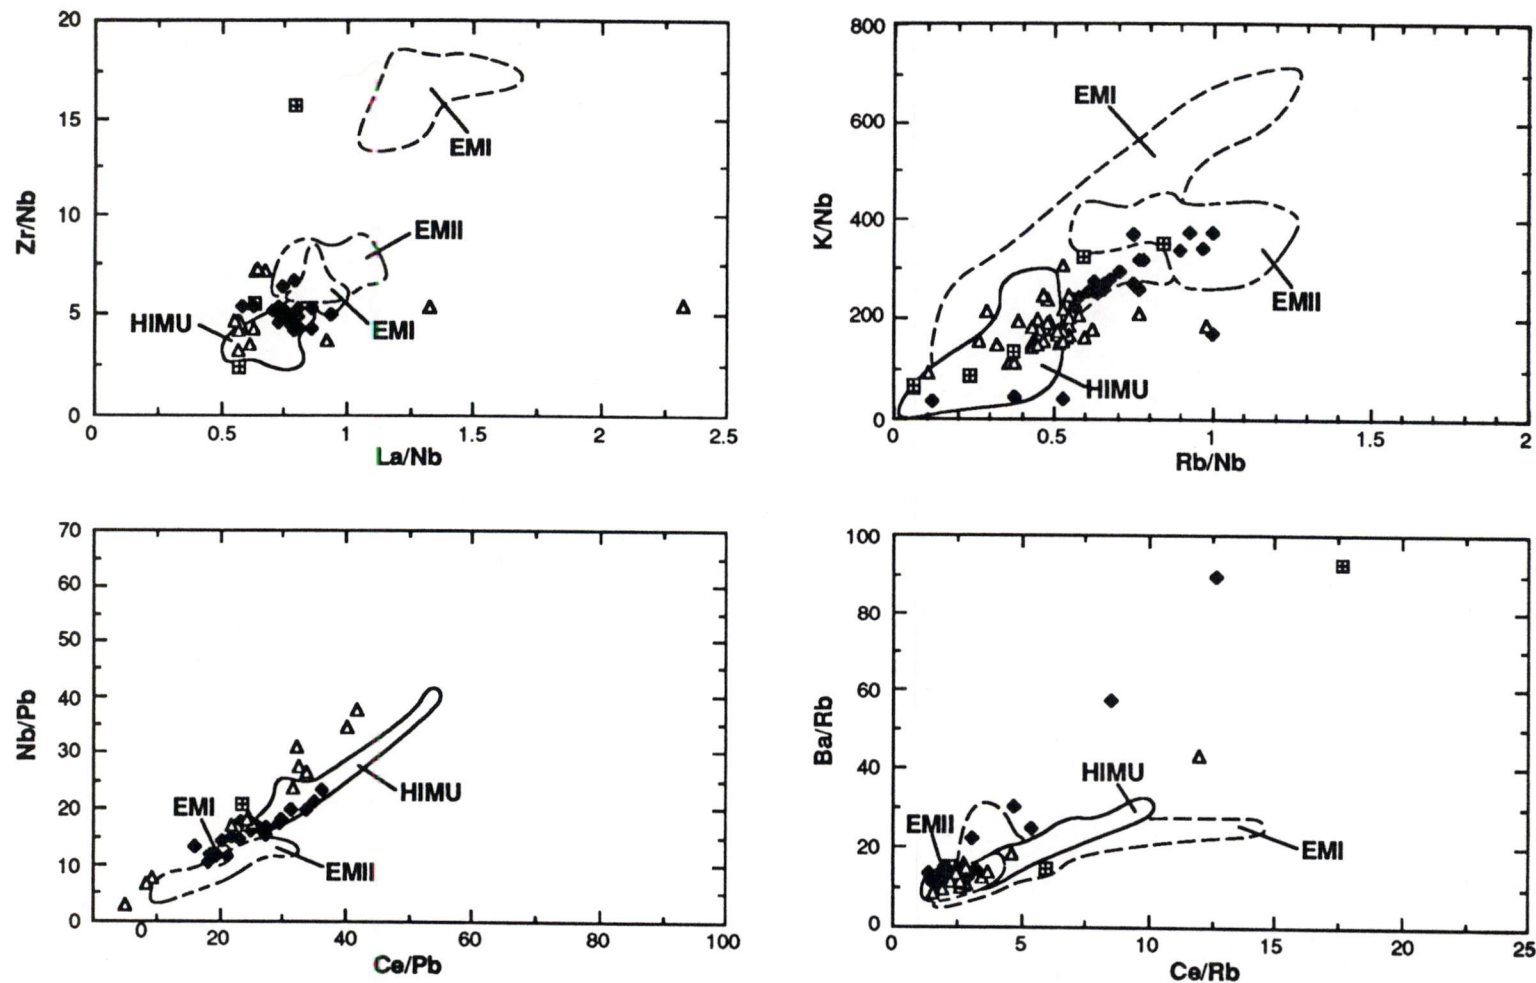 20
15
10
5
0
Zr/Nb
EMI
EMII
HIMU
EMI
0 0.5 1 1.5 2 2.5
La/Nb
800
600
400
200
0
K/Nb
EMI
EMII
HIMU
0 0.5 1 1.5 2
Rb/Nb
70
60
50
40
30
20
10
0
Nb/Pb
EMI
HIMU
EMII
0 20 40 60 80 100
Ce/Pb
100
80
60
40
20
0
Ba/Rb
HIMU
EMII
EMI
0 5 10 15 20 25
Ce/Rb